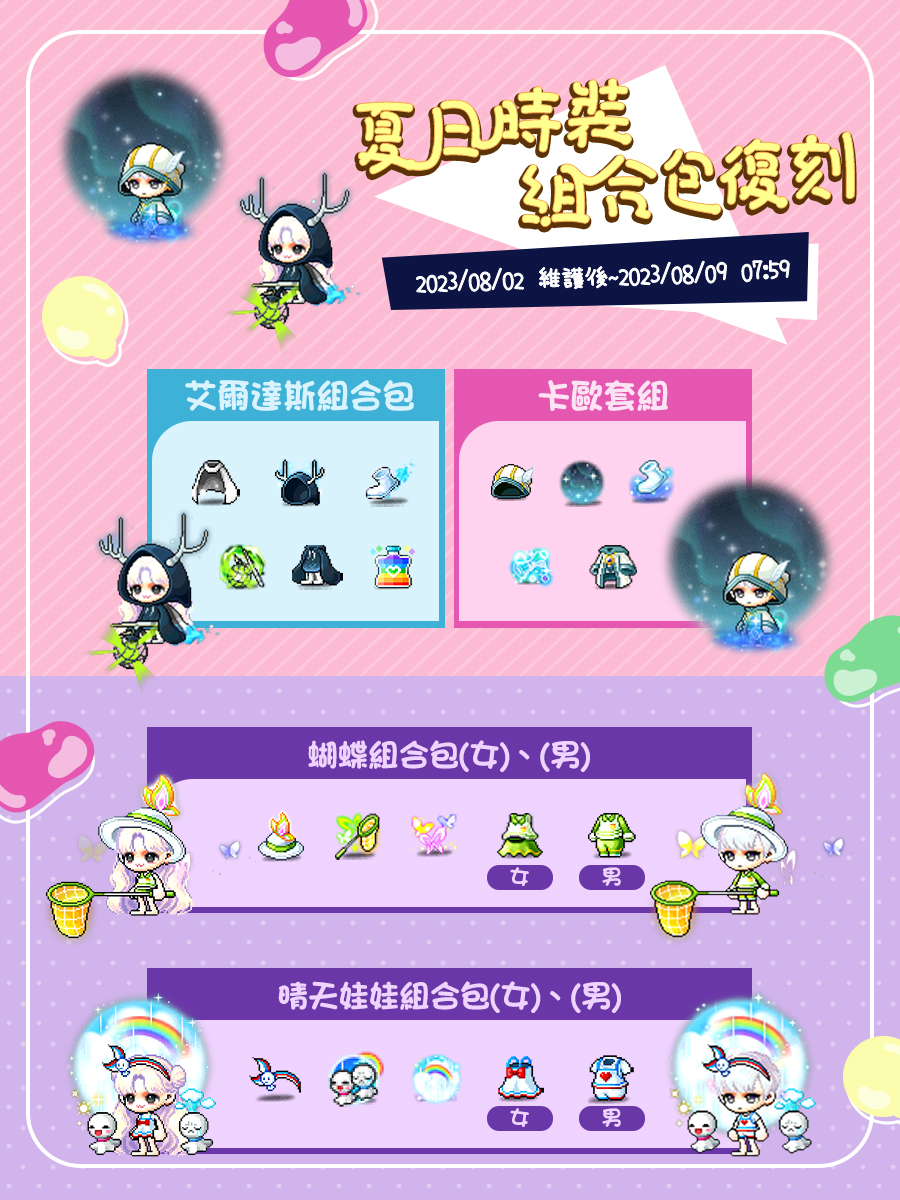 夏日時裝
組合包復刻
2023/08/02 維護後~2023/08/09 07:59
艾爾達斯組合包
卡歐套組
蝴蝶組合包(女)、(男)
女
男
晴天娃娃組合包(女)、(男)
女
男